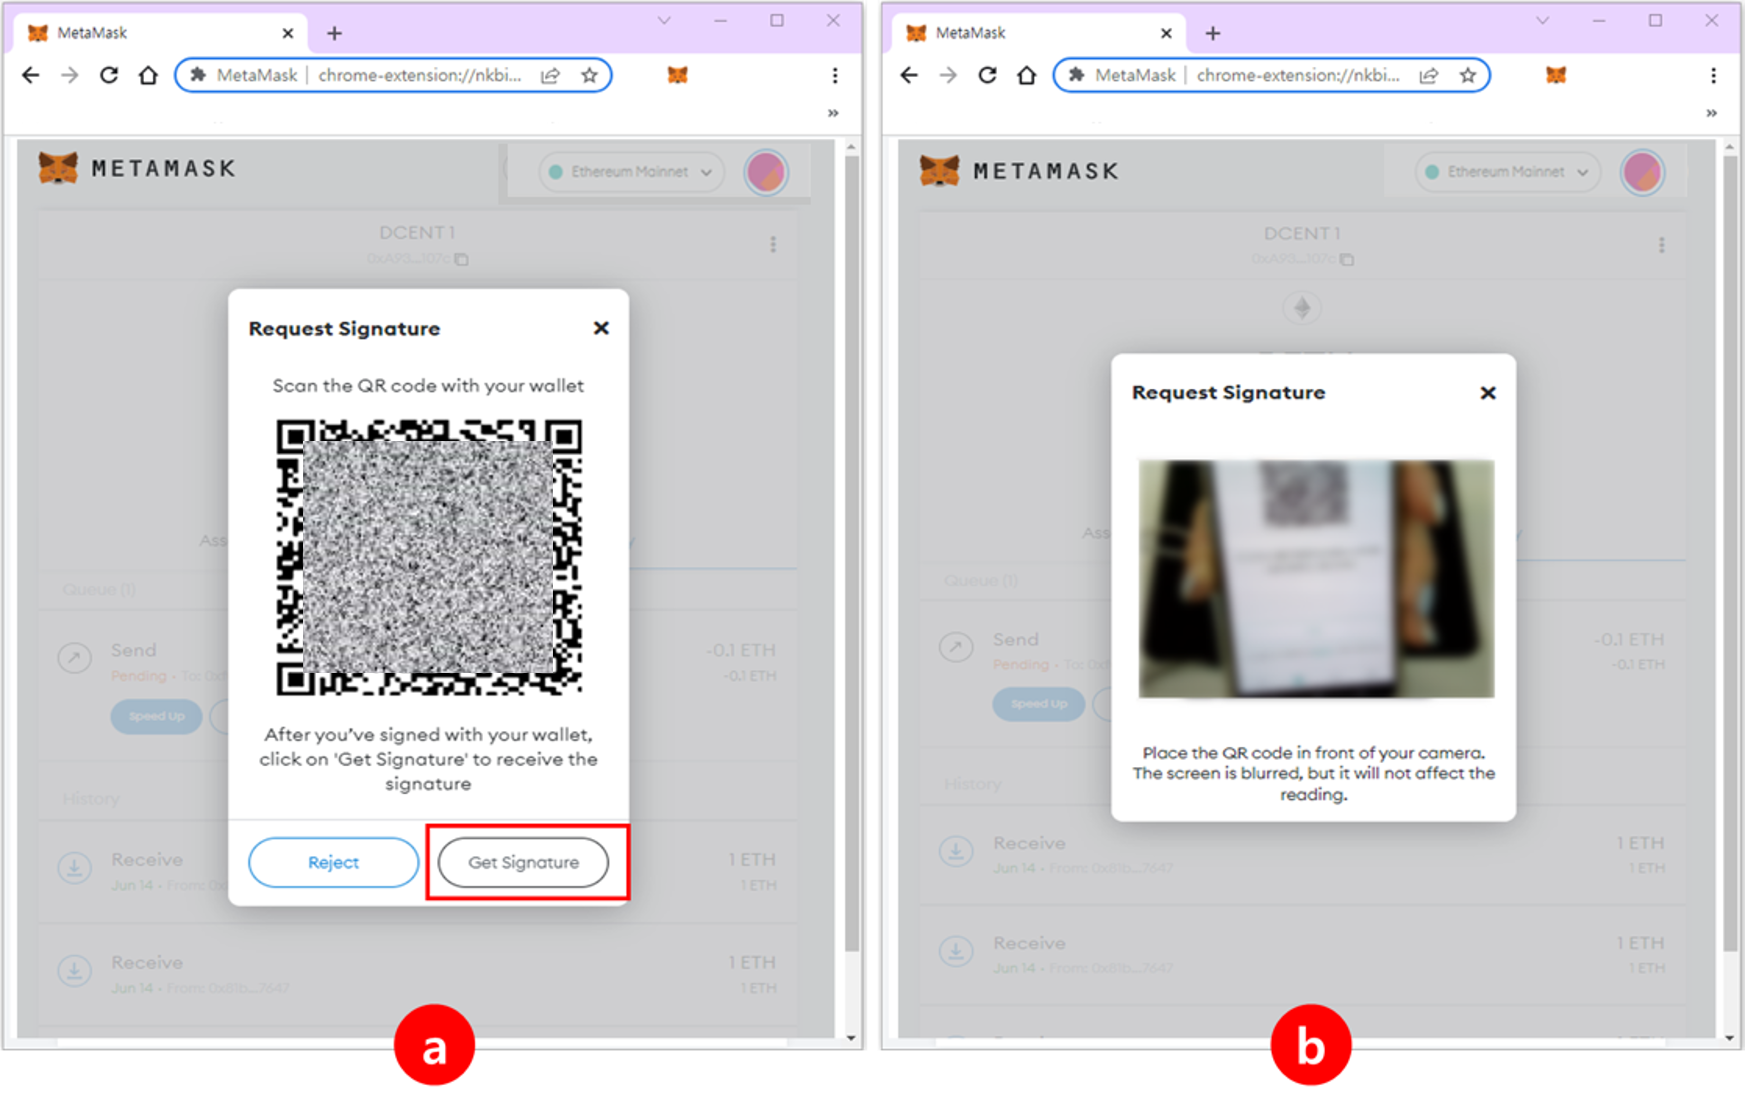 MetaMask
MetaMask | chrome-extension://nkbi...
»
METAMASK
Ethereum Mainnet
DCENT 1
0xA93...107c
Request Signature
Scan the QR code with your wallet
Ass
y
Queue (1)
Send
-0.1 ETH
Pending - To: 0xf
-0.1 ETH
Speed Up
After you've signed with your wallet,
click on 'Get Signature' to receive the
signature
History
Reject
Get Signature
Receive
1 ETH
Jun 14 · From: 0x8
1 ETH
Receive
1 ETH
Jun 14 · From: 0x81b...7647
1 ETH
a
MetaMask
MetaMask | chrome-extension://nkbi...
»
METAMASK
Ethereum Mainnet
DCENT 1
0xA93...107c
Request Signature
Ass
y
Queue (1)
Send
-0.1 ETH
Pending - To: 0xf
-0.1 ETH
Speed Up
Place the QR code in front of your camera.
The screen is blurred, but it will not affect the
reading.
History
Receive
1 ETH
Jun 14 · From: 0x81b...7647
1 ETH
Receive
1 ETH
Jun 14 · From: 0x81b...7647
1 ETH
b